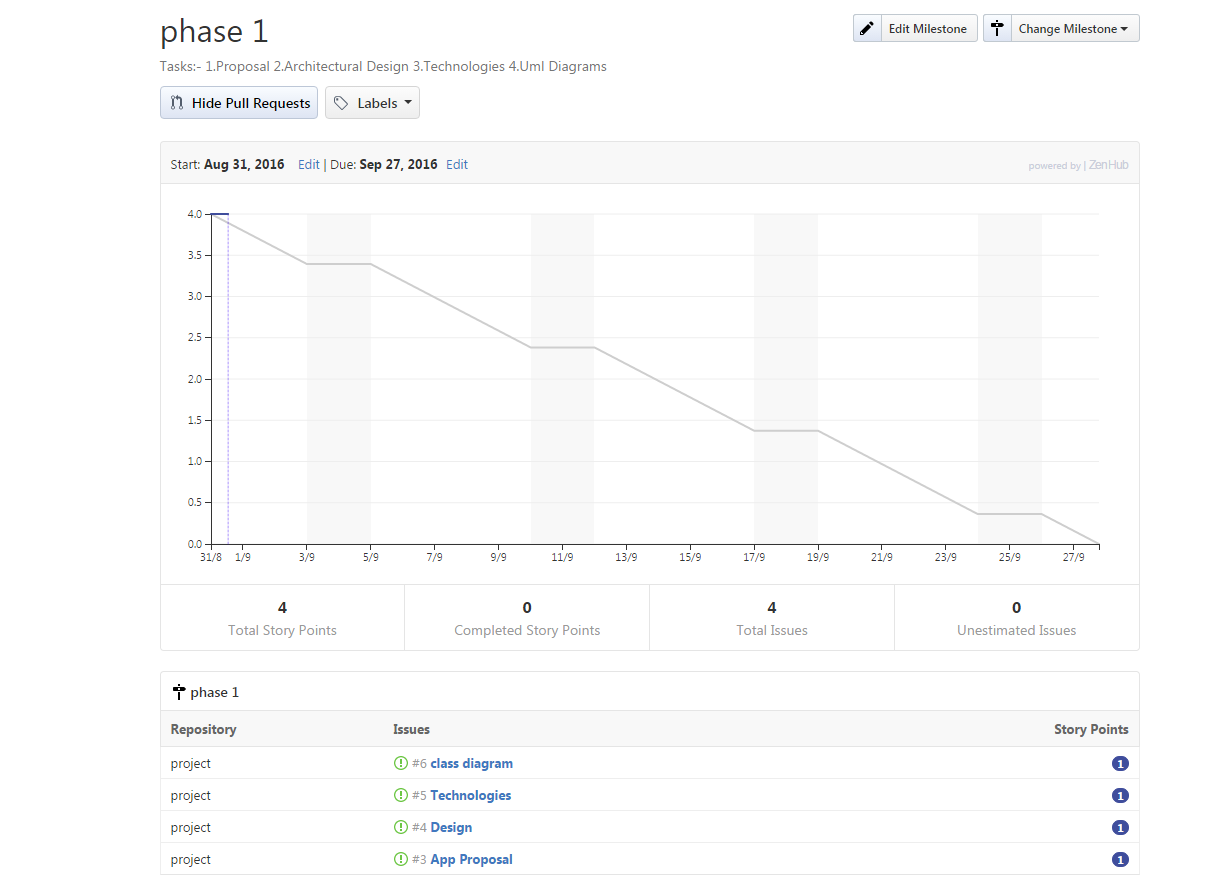 phase 1
Edit Milestone
Change Milestone
Tasks:- 1.Proposal 2.Architectural Design 3.Technologies 4.Uml Diagrams
Hide Pull Requests
Labels
Start: Aug 31, 2016 Edit | Due: Sep 27, 2016 Edit
powered by | ZenHub
4.0
3.5
3.0
2.5
2.0
1.5
1.0
0.5
0.0
31/8 1/9 3/9 5/9 7/9 9/9 11/9 13/9 15/9 17/9 19/9 21/9 23/9 25/9 27/9
4 0 4 0
Total Story Points Completed Story Points Total Issues Unestimated Issues
phase 1
Repository Issues Story Points
project #6 class diagram 1
project #5 Technologies 1
project #4 Design 1
project #3 App Proposal 1